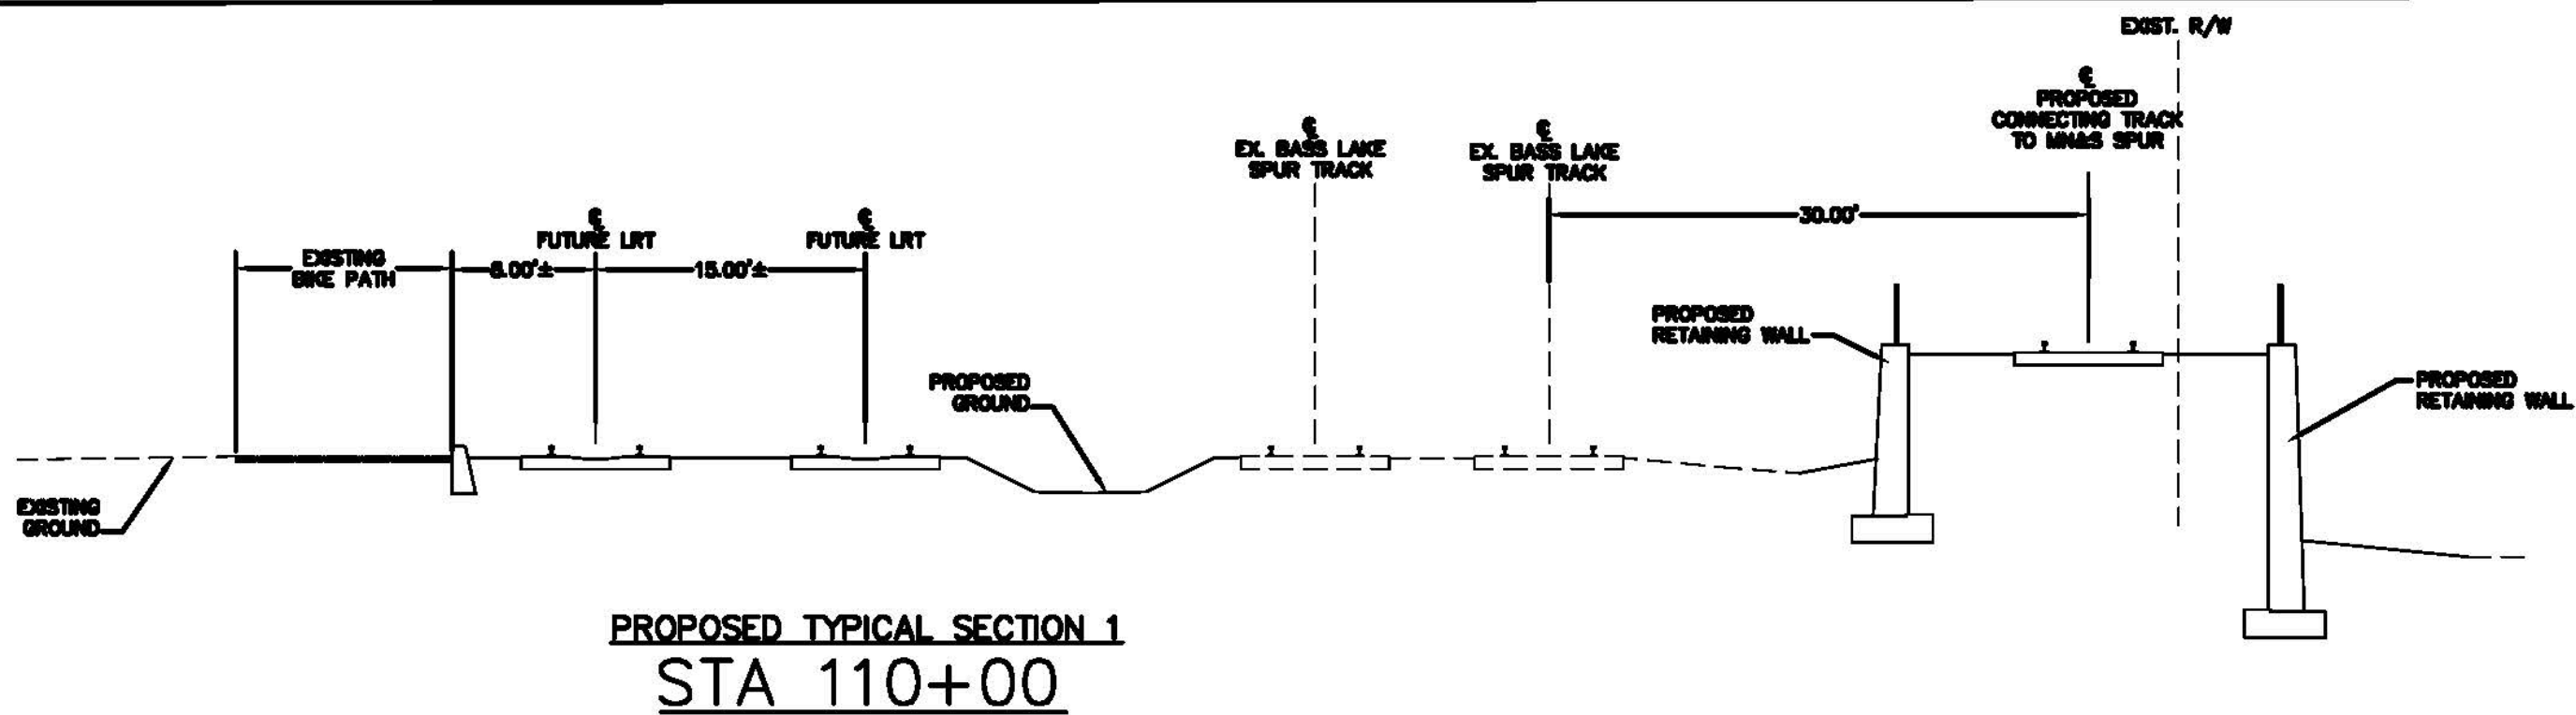 EXIST. R/W
℄
PROPOSED
CONNECTING TRACK
TO MN&S SPUR
℄
EX. BASS LAKE
SPUR TRACK
℄
EX. BASS LAKE
SPUR TRACK
30.00'
℄
FUTURE LRT
℄
FUTURE LRT
EXISTING
BIKE PATH
8.00'±
15.00'±
PROPOSED
RETAINING WALL
PROPOSED
GROUND
PROPOSED
RETAINING WALL
EXISTING
GROUND
PROPOSED TYPICAL SECTION 1
STA 110+00